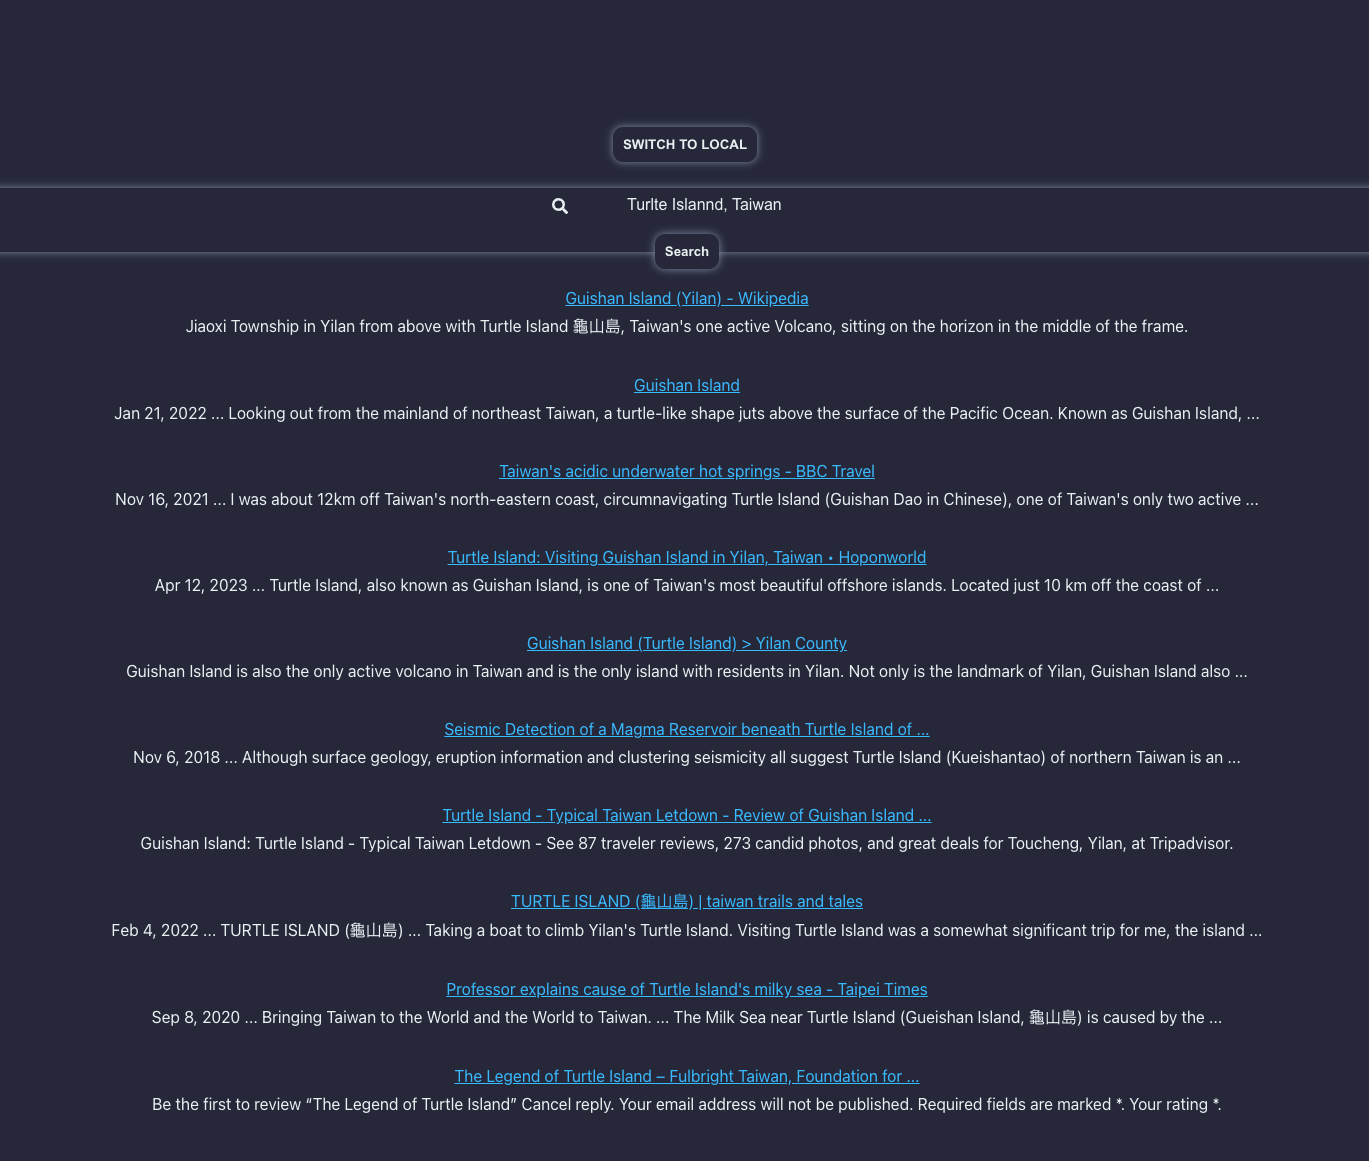 SWITCH TO LOCAL
Turlte Islannd, Taiwan
Search
Guishan Island (Yilan) - Wikipedia
Jiaoxi Township in Yilan from above with Turtle Island 龜山島, Taiwan's one active Volcano, sitting on the horizon in the middle of the frame.
Guishan Island
Jan 21, 2022 ... Looking out from the mainland of northeast Taiwan, a turtle-like shape juts above the surface of the Pacific Ocean. Known as Guishan Island, ...
Taiwan's acidic underwater hot springs - BBC Travel
Nov 16, 2021 ... I was about 12km off Taiwan's north-eastern coast, circumnavigating Turtle Island (Guishan Dao in Chinese), one of Taiwan's only two active ...
Turtle Island: Visiting Guishan Island in Yilan, Taiwan • Hoponworld
Apr 12, 2023 ... Turtle Island, also known as Guishan Island, is one of Taiwan's most beautiful offshore islands. Located just 10 km off the coast of ...
Guishan Island (Turtle Island) > Yilan County
Guishan Island is also the only active volcano in Taiwan and is the only island with residents in Yilan. Not only is the landmark of Yilan, Guishan Island also ...
Seismic Detection of a Magma Reservoir beneath Turtle Island of ...
Nov 6, 2018 ... Although surface geology, eruption information and clustering seismicity all suggest Turtle Island (Kueishantao) of northern Taiwan is an ...
Turtle Island - Typical Taiwan Letdown - Review of Guishan Island ...
Guishan Island: Turtle Island - Typical Taiwan Letdown - See 87 traveler reviews, 273 candid photos, and great deals for Toucheng, Yilan, at Tripadvisor.
TURTLE ISLAND (龜山島) | taiwan trails and tales
Feb 4, 2022 ... TURTLE ISLAND (龜山島) ... Taking a boat to climb Yilan's Turtle Island. Visiting Turtle Island was a somewhat significant trip for me, the island ...
Professor explains cause of Turtle Island's milky sea - Taipei Times
Sep 8, 2020 ... Bringing Taiwan to the World and the World to Taiwan. ... The Milk Sea near Turtle Island (Gueishan Island, 龜山島) is caused by the ...
The Legend of Turtle Island – Fulbright Taiwan, Foundation for ...
Be the first to review “The Legend of Turtle Island” Cancel reply. Your email address will not be published. Required fields are marked *. Your rating *.